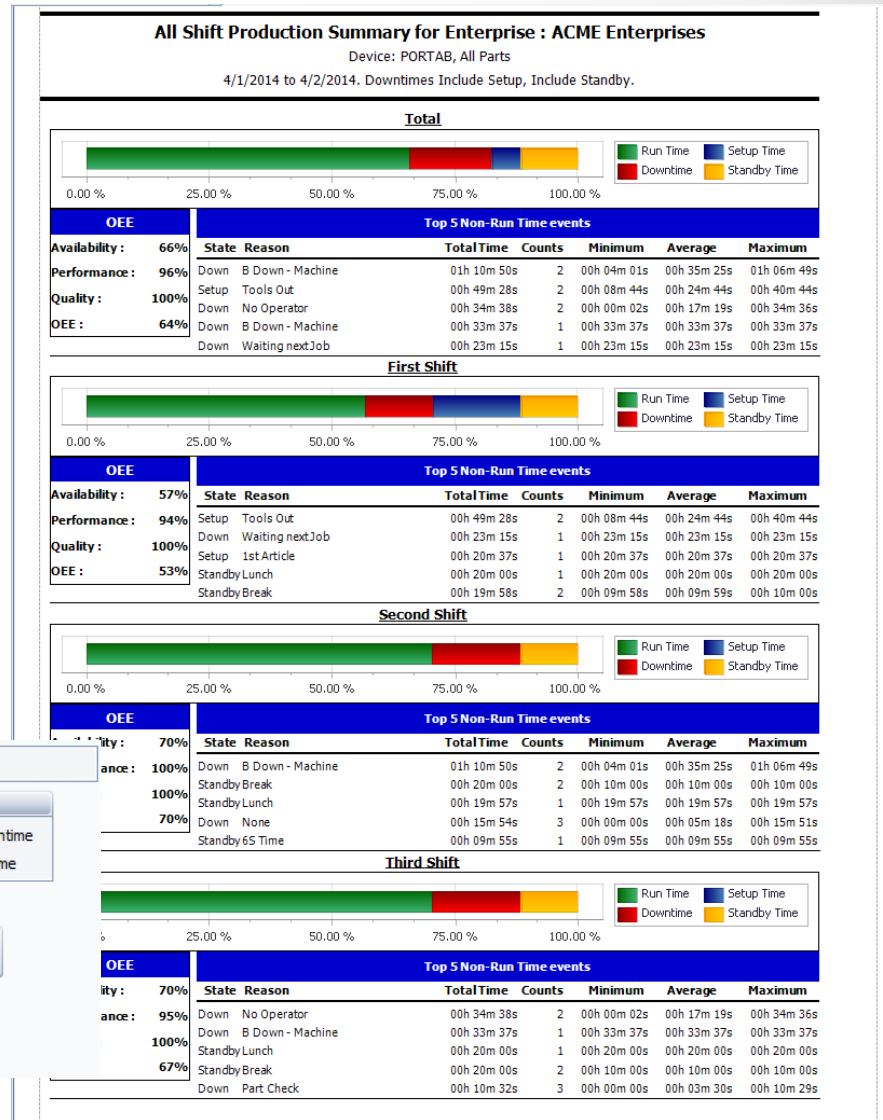 All Shift Production Summary for Enterprise : ACME Enterprises
Device: PORTAB, All Parts
4/1/2014 to 4/2/2014. Downtimes Include Setup, Include Standby.
Total
Run Time Setup Time
Downtime Standby Time
0.00 % 25.00 % 50.00 % 75.00 % 100.00 %
OEE Top 5 Non-Run Time events
Availability : 66% State Reason Total Time Counts Minimum Average Maximum
Performance : 96% Down B Down - Machine 01h 10m 50s 2 00h 04m 01s 00h 35m 25s 01h 06m 49s
Setup Tools Out 00h 49m 28s 2 00h 08m 44s 00h 24m 44s 00h 40m 44s
Quality : 100% Down No Operator 00h 34m 38s 2 00h 00m 02s 00h 17m 19s 00h 34m 36s
OEE : 64% Down B Down - Machine 00h 33m 37s 1 00h 33m 37s 00h 33m 37s 00h 33m 37s
Down Waiting nextJob 00h 23m 15s 1 00h 23m 15s 00h 23m 15s 00h 23m 15s
First Shift
Run Time Setup Time
Downtime Standby Time
0.00 % 25.00 % 50.00 % 75.00 % 100.00 %
OEE Top 5 Non-Run Time events
Availability : 57% State Reason Total Time Counts Minimum Average Maximum
Performance : 94% Setup Tools Out 00h 49m 28s 2 00h 08m 44s 00h 24m 44s 00h 40m 44s
Down Waiting nextJob 00h 23m 15s 1 00h 23m 15s 00h 23m 15s 00h 23m 15s
Quality : 100% Setup 1st Article 00h 20m 37s 1 00h 20m 37s 00h 20m 37s 00h 20m 37s
OEE : 53% Standby Lunch 00h 20m 00s 1 00h 20m 00s 00h 20m 00s 00h 20m 00s
Standby Break 00h 19m 58s 2 00h 09m 58s 00h 09m 59s 00h 10m 00s
Second Shift
Run Time Setup Time
Downtime Standby Time
0.00 % 25.00 % 50.00 % 75.00 % 100.00 %
OEE Top 5 Non-Run Time events
ity : 70% State Reason Total Time Counts Minimum Average Maximum
ance : 100% Down B Down - Machine 01h 10m 50s 2 00h 04m 01s 00h 35m 25s 01h 06m 49s
Standby Break 00h 20m 00s 2 00h 10m 00s 00h 10m 00s 00h 10m 00s
100% Standby Lunch 00h 19m 57s 1 00h 19m 57s 00h 19m 57s 00h 19m 57s
70% Down None 00h 15m 54s 3 00h 00m 00s 00h 05m 18s 00h 15m 51s
Standby 6S Time 00h 09m 55s 1 00h 09m 55s 00h 09m 55s 00h 09m 55s
ntime
me
Third Shift
Run Time Setup Time
Downtime Standby Time
% 25.00 % 50.00 % 75.00 % 100.00 %
OEE Top 5 Non-Run Time events
ity : 70% State Reason Total Time Counts Minimum Average Maximum
ance : 95% Down No Operator 00h 34m 38s 2 00h 00m 02s 00h 17m 19s 00h 34m 36s
Down B Down - Machine 00h 33m 37s 1 00h 33m 37s 00h 33m 37s 00h 33m 37s
100% Standby Lunch 00h 20m 00s 1 00h 20m 00s 00h 20m 00s 00h 20m 00s
67% Standby Break 00h 20m 00s 2 00h 10m 00s 00h 10m 00s 00h 10m 00s
Down Part Check 00h 10m 32s 3 00h 00m 00s 00h 03m 30s 00h 10m 29s